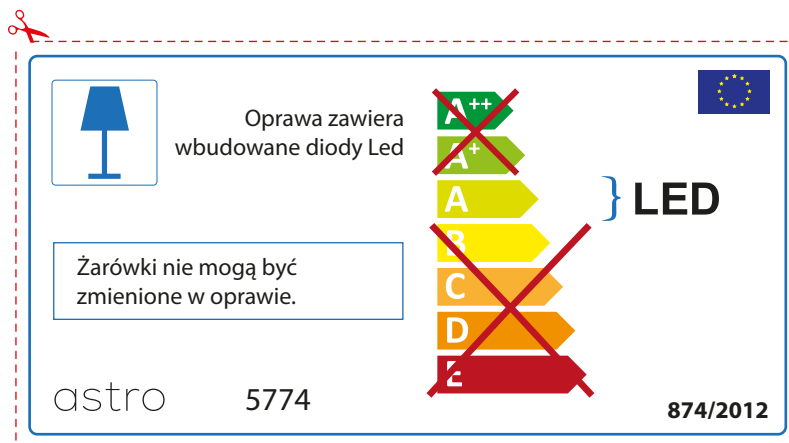 Oprawa zawiera
wbudowane diody Led
A++
A+
A
B
C
D
E
LED
Żarówki nie mogą być
zmienione w oprawie.
astro
5774
874/2012